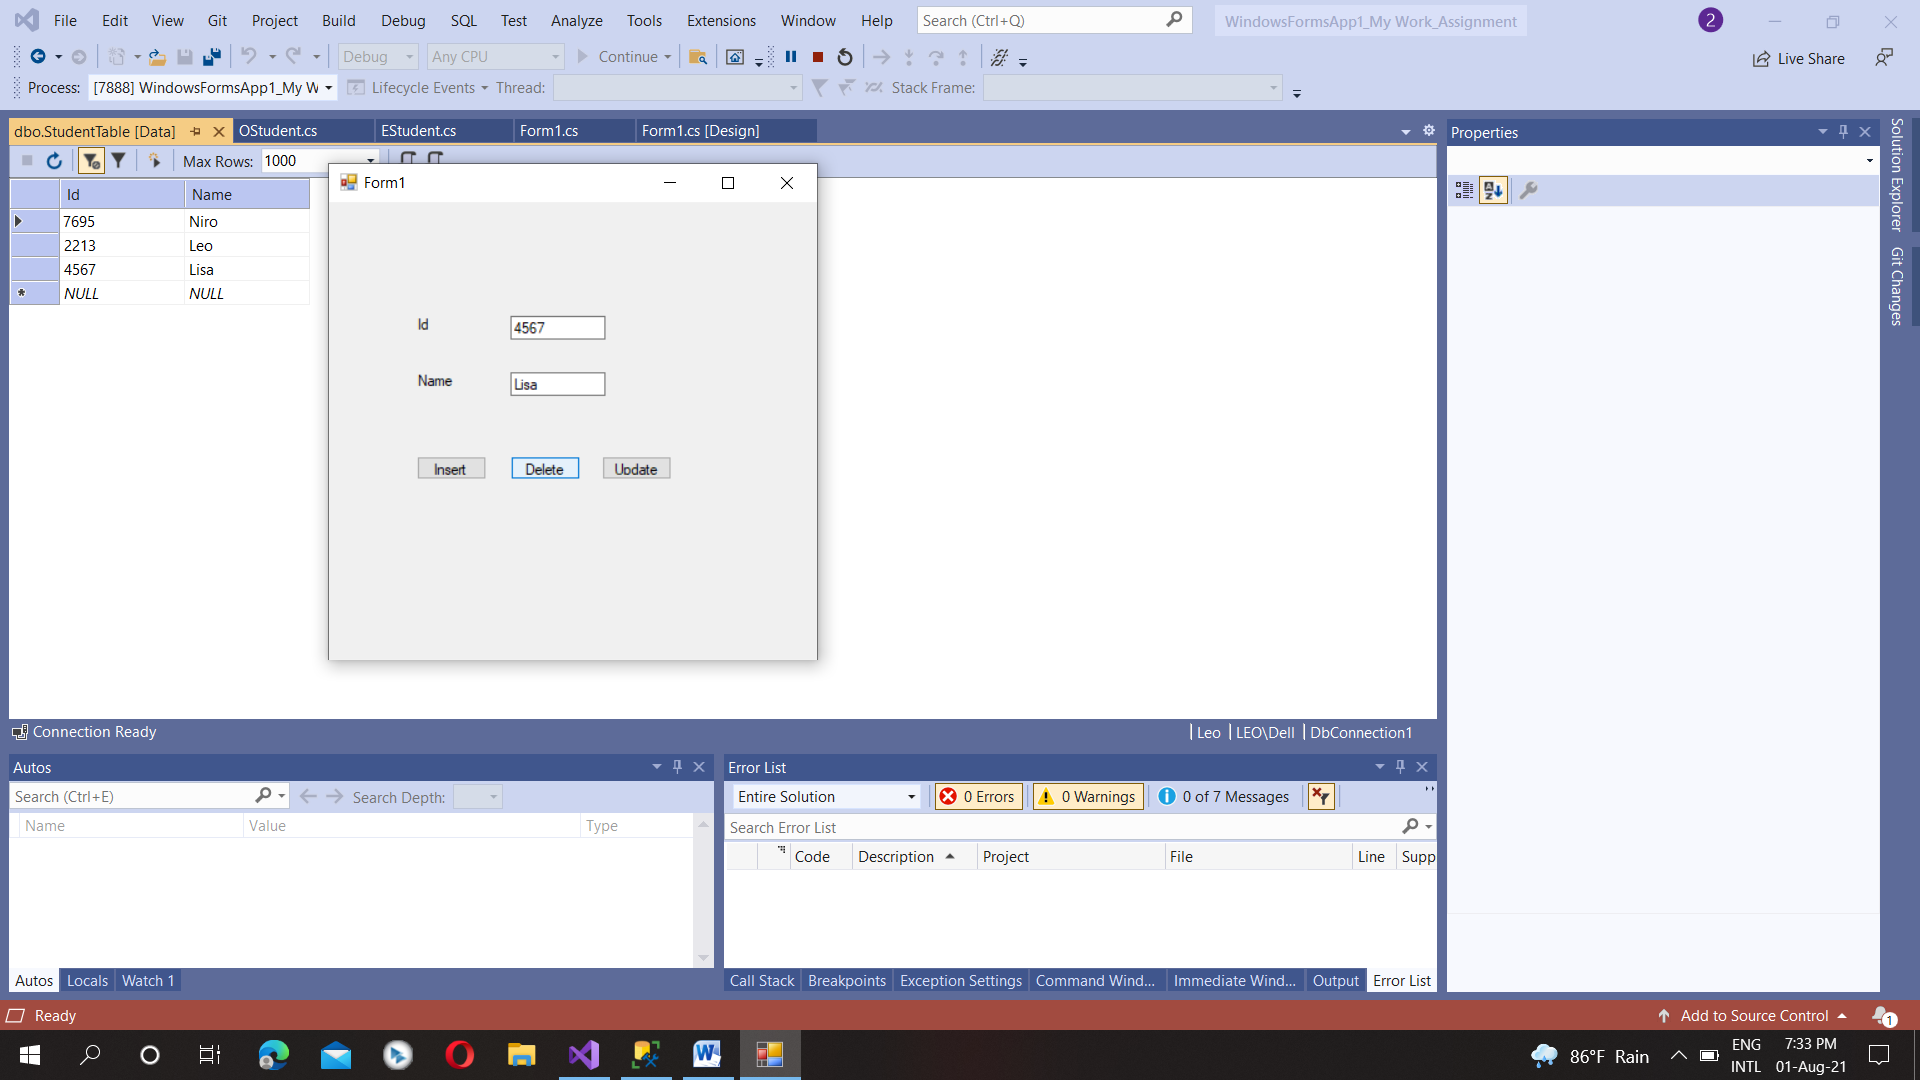 File Edit View Git Project Build Debug SQL Test Analyze Tools Extensions Window Help Search (Ctrl+Q) WindowsFormsApp1_My Work_Assignment 2
Debug Any CPU Continue Live Share
Process: [7888] WindowsFormsApp1_My W Lifecycle Events Thread: Stack Frame:
dbo.StudentTable [Data] OStudent.cs EStudent.cs Form1.cs Form1.cs [Design] Properties
Max Rows: 1000
Id Name
7695 Niro
2213 Leo
4567 Lisa
NULL NULL
Form1
Id 4567
Name Lisa
Insert Delete Update
Solution Explorer
Git Changes
Connection Ready Leo LEO\Dell DbConnection1
Autos
Search (Ctrl+E) Search Depth:
Name Value Type
Autos Locals Watch 1
Error List
Entire Solution 0 Errors 0 Warnings 0 of 7 Messages
Search Error List
Code Description Project File Line Supp
Call Stack Breakpoints Exception Settings Command Wind... Immediate Wind... Output Error List
Ready Add to Source Control 1
86°F Rain ENG 7:33 PM
INTL 01-Aug-21